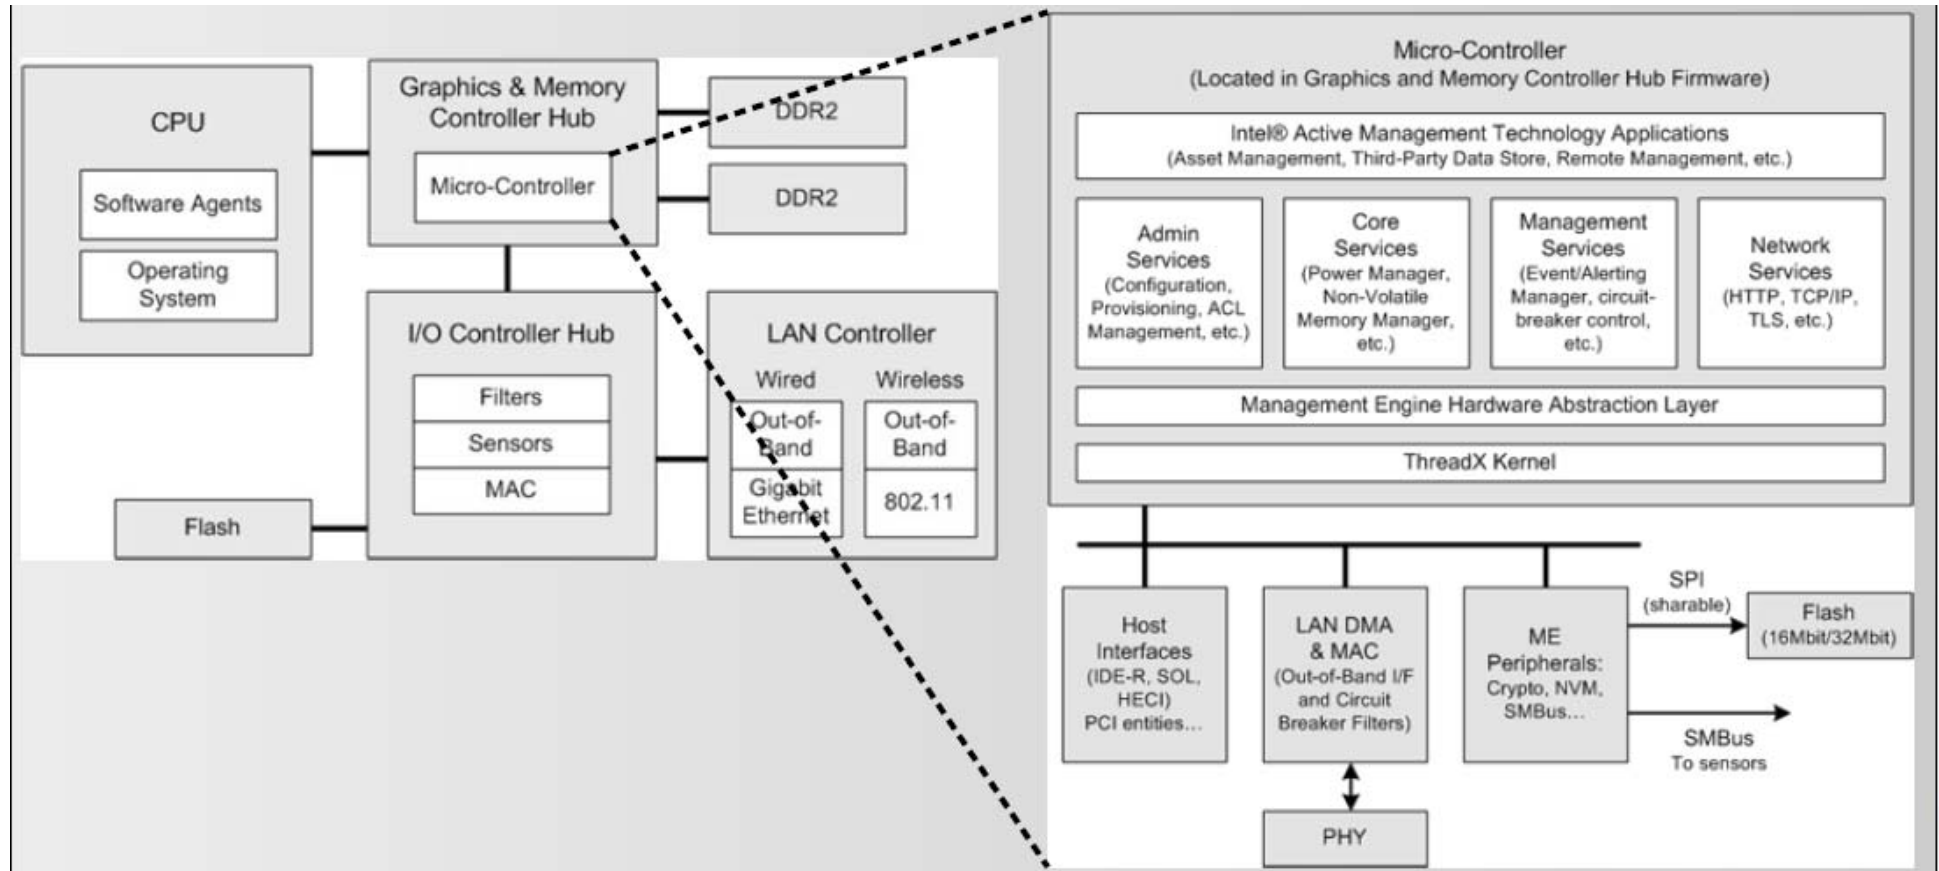 CPU
Software Agents
Operating
System
Graphics & Memory
Controller Hub
Micro-Controller
DDR2
DDR2
I/O Controller Hub
Filters
Sensors
MAC
Flash
LAN Controller
Wired
Wireless
Out-of-
Band
Gigabit
Ethernet
Out-of-
Band
802.11
Micro-Controller
(Located in Graphics and Memory Controller Hub Firmware)
Intel® Active Management Technology Applications
(Asset Management, Third-Party Data Store, Remote Management, etc.)
Admin
Services
(Configuration,
Provisioning, ACL
Management, etc.)
Core
Services
(Power Manager,
Non-Volatile
Memory Manager,
etc.)
Management
Services
(Event/Alerting
Manager, circuit-
breaker control,
etc.)
Network
Services
(HTTP, TCP/IP,
TLS, etc.)
Management Engine Hardware Abstraction Layer
ThreadX Kernel
Host
Interfaces
(IDE-R, SOL,
HECI)
PCI entities...
LAN DMA
& MAC
(Out-of-Band I/F
and Circuit
Breaker Filters)
PHY
ME
Peripherals:
Crypto, NVM,
SMBus...
SPI
(sharable)
Flash
(16Mbit/32Mbit)
SMBus
To sensors